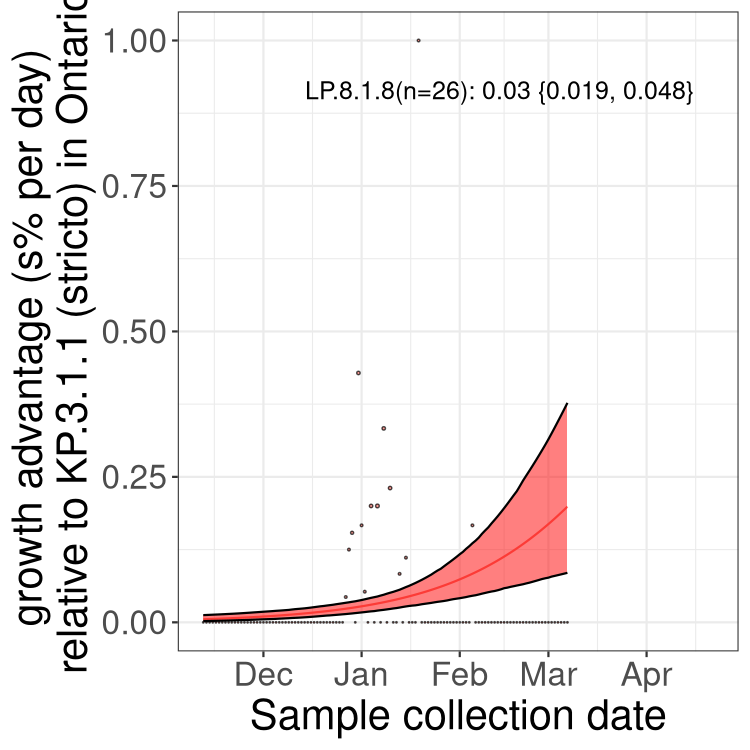 growth advantage (s% per day)
relative to KP.3.1.1 (stricto) in Ontario
1.00
0.75
0.50
0.25
0.00
LP.8.1.8(n=26): 0.03 {0.019, 0.048}
Dec
Jan
Feb
Mar
Apr
Sample collection date